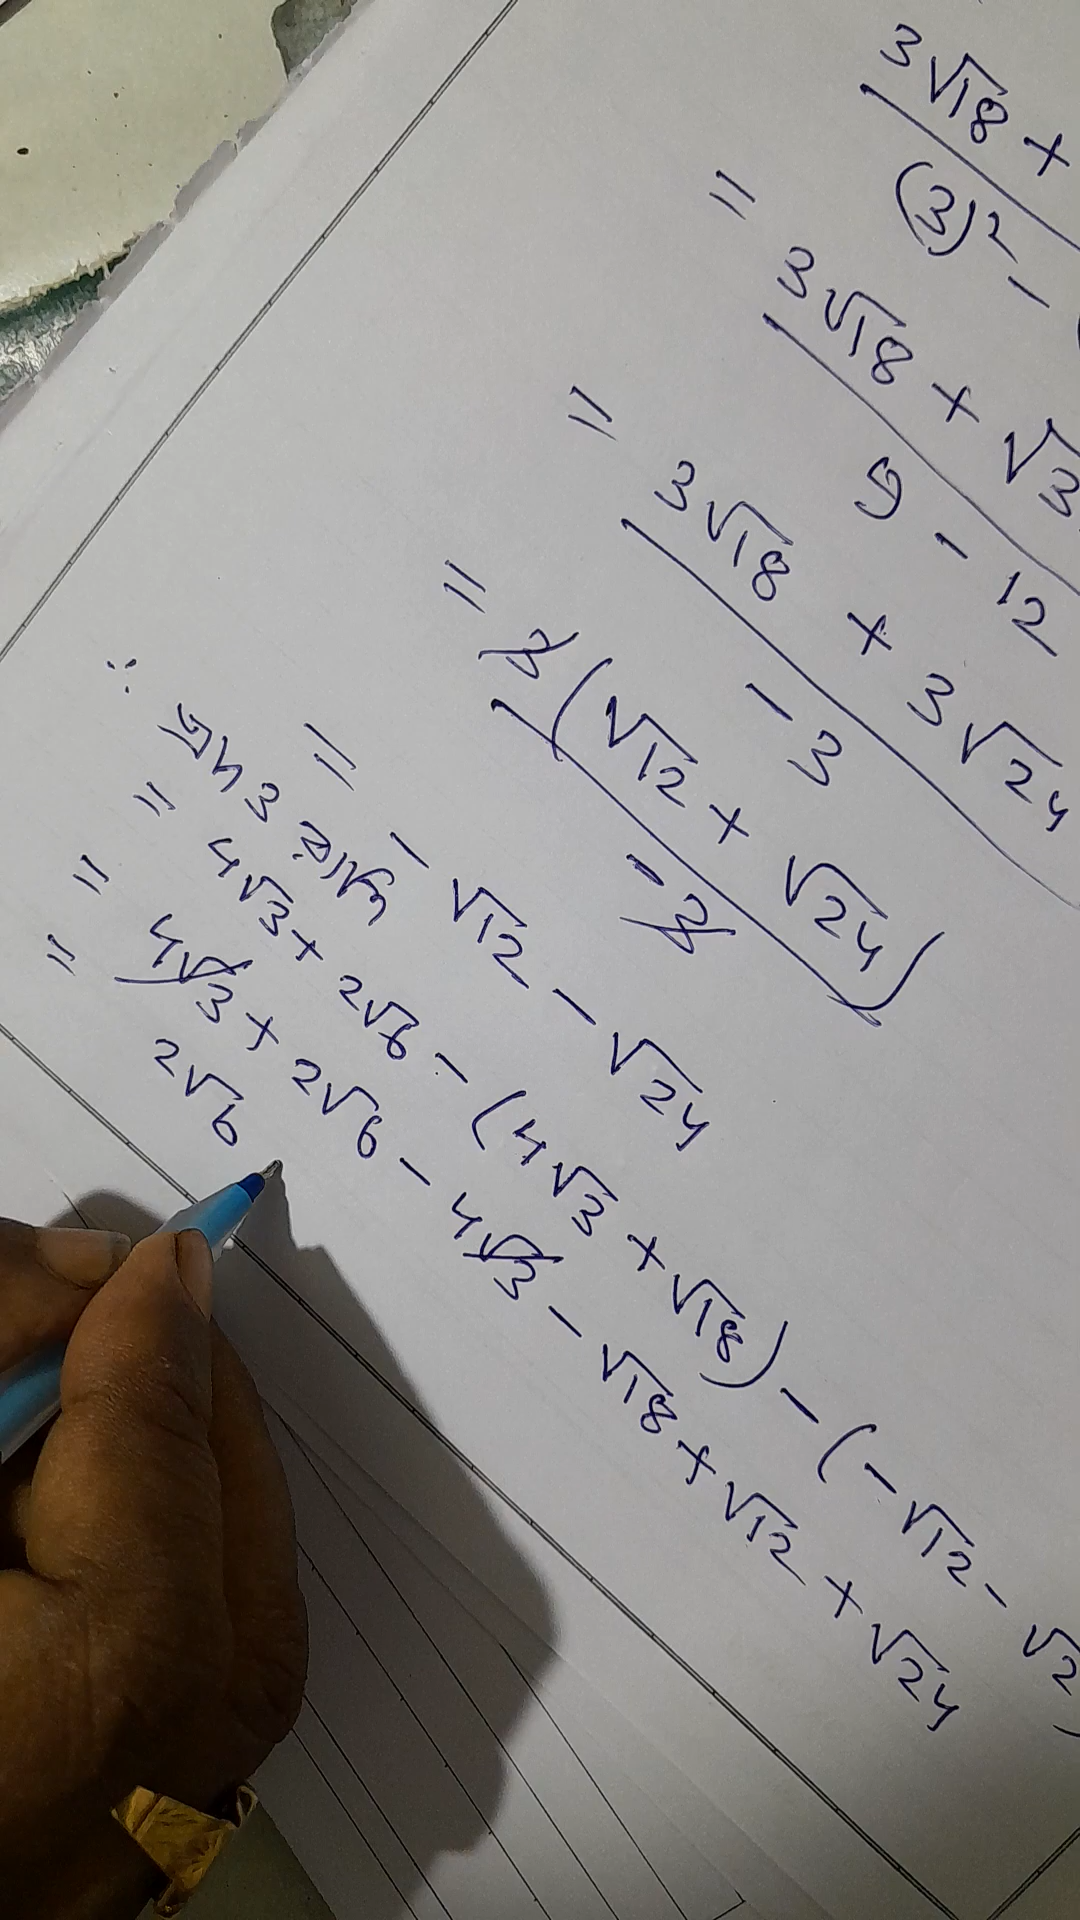 3√18 +
(3)² -
= 3√18 + √3
9 - 12
= 3√18 + 3√24
- 3
= 3(√12 + √24)
- 3
= - √12 - √24
∴ প্রদত্ত রাশি
= 4√3 + 2√6 - (4√3 + √18) - (-√12 - √2
= 4√3 + 2√6 - 4√3 - √18 + √12 + √24
= 2√6